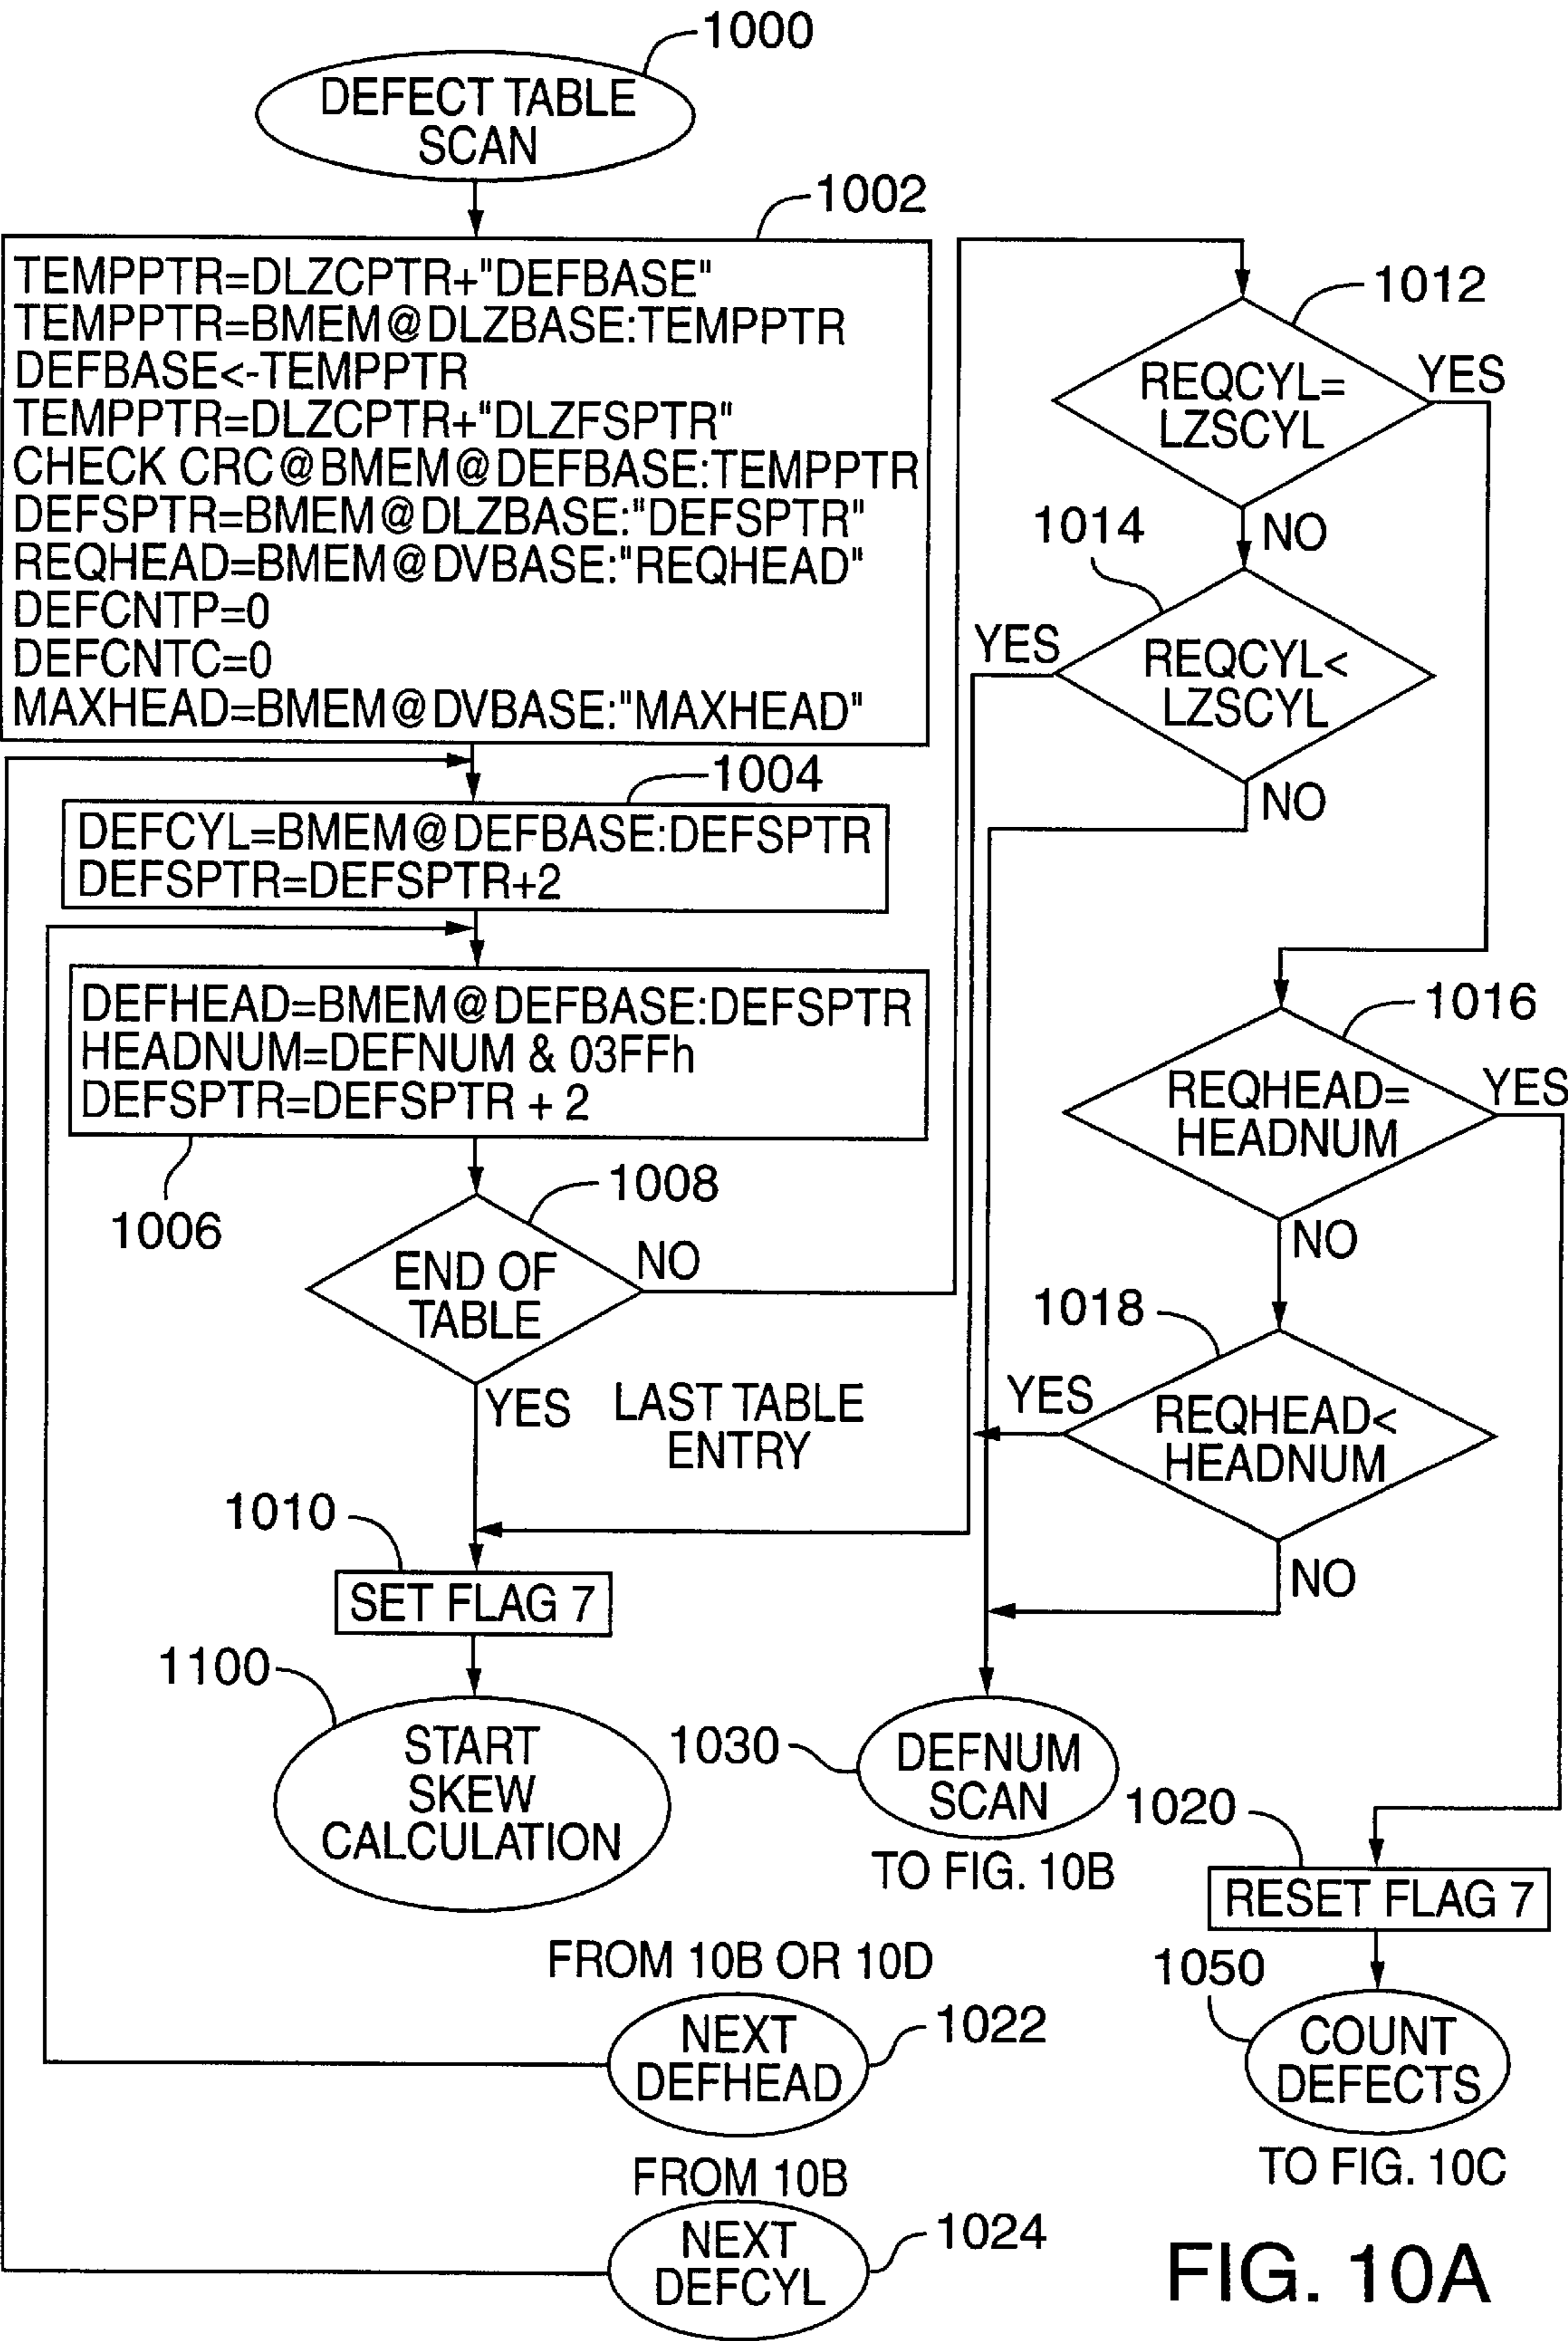 1000
DEFECT TABLE
SCAN
1002
TEMPPTR=DLZCPTR+"DEFBASE"
TEMPPTR=BMEM@DLZBASE:TEMPPTR
DEFBASE<-TEMPPTR
TEMPPTR=DLZCPTR+"DLZFSPTR"
CHECK CRC@BMEM@DEFBASE:TEMPPTR
DEFSPTR=BMEM@DLZBASE:"DEFSPTR"
REQHEAD=BMEM@DVBASE:"REQHEAD"
DEFCNTP=0
DEFCNTC=0
MAXHEAD=BMEM@DVBASE:"MAXHEAD"
1004
DEFCYL=BMEM@DEFBASE:DEFSPTR
DEFSPTR=DEFSPTR+2
DEFHEAD=BMEM@DEFBASE:DEFSPTR
HEADNUM=DEFNUM & 03FFh
DEFSPTR=DEFSPTR + 2
1006
1008
END OF
TABLE
NO
YES
LAST TABLE
ENTRY
1010
SET FLAG 7
1100
START
SKEW
CALCULATION
1012
REQCYL=
LZSCYL
YES
NO
1014
REQCYL<
LZSCYL
YES
NO
1016
REQHEAD=
HEADNUM
YES
NO
1018
REQHEAD<
HEADNUM
YES
NO
1030
DEFNUM
SCAN
TO FIG. 10B
1020
RESET FLAG 7
1050
COUNT
DEFECTS
TO FIG. 10C
FROM 10B OR 10D
NEXT
DEFHEAD
1022
FROM 10B
NEXT
DEFCYL
1024
FIG. 10A